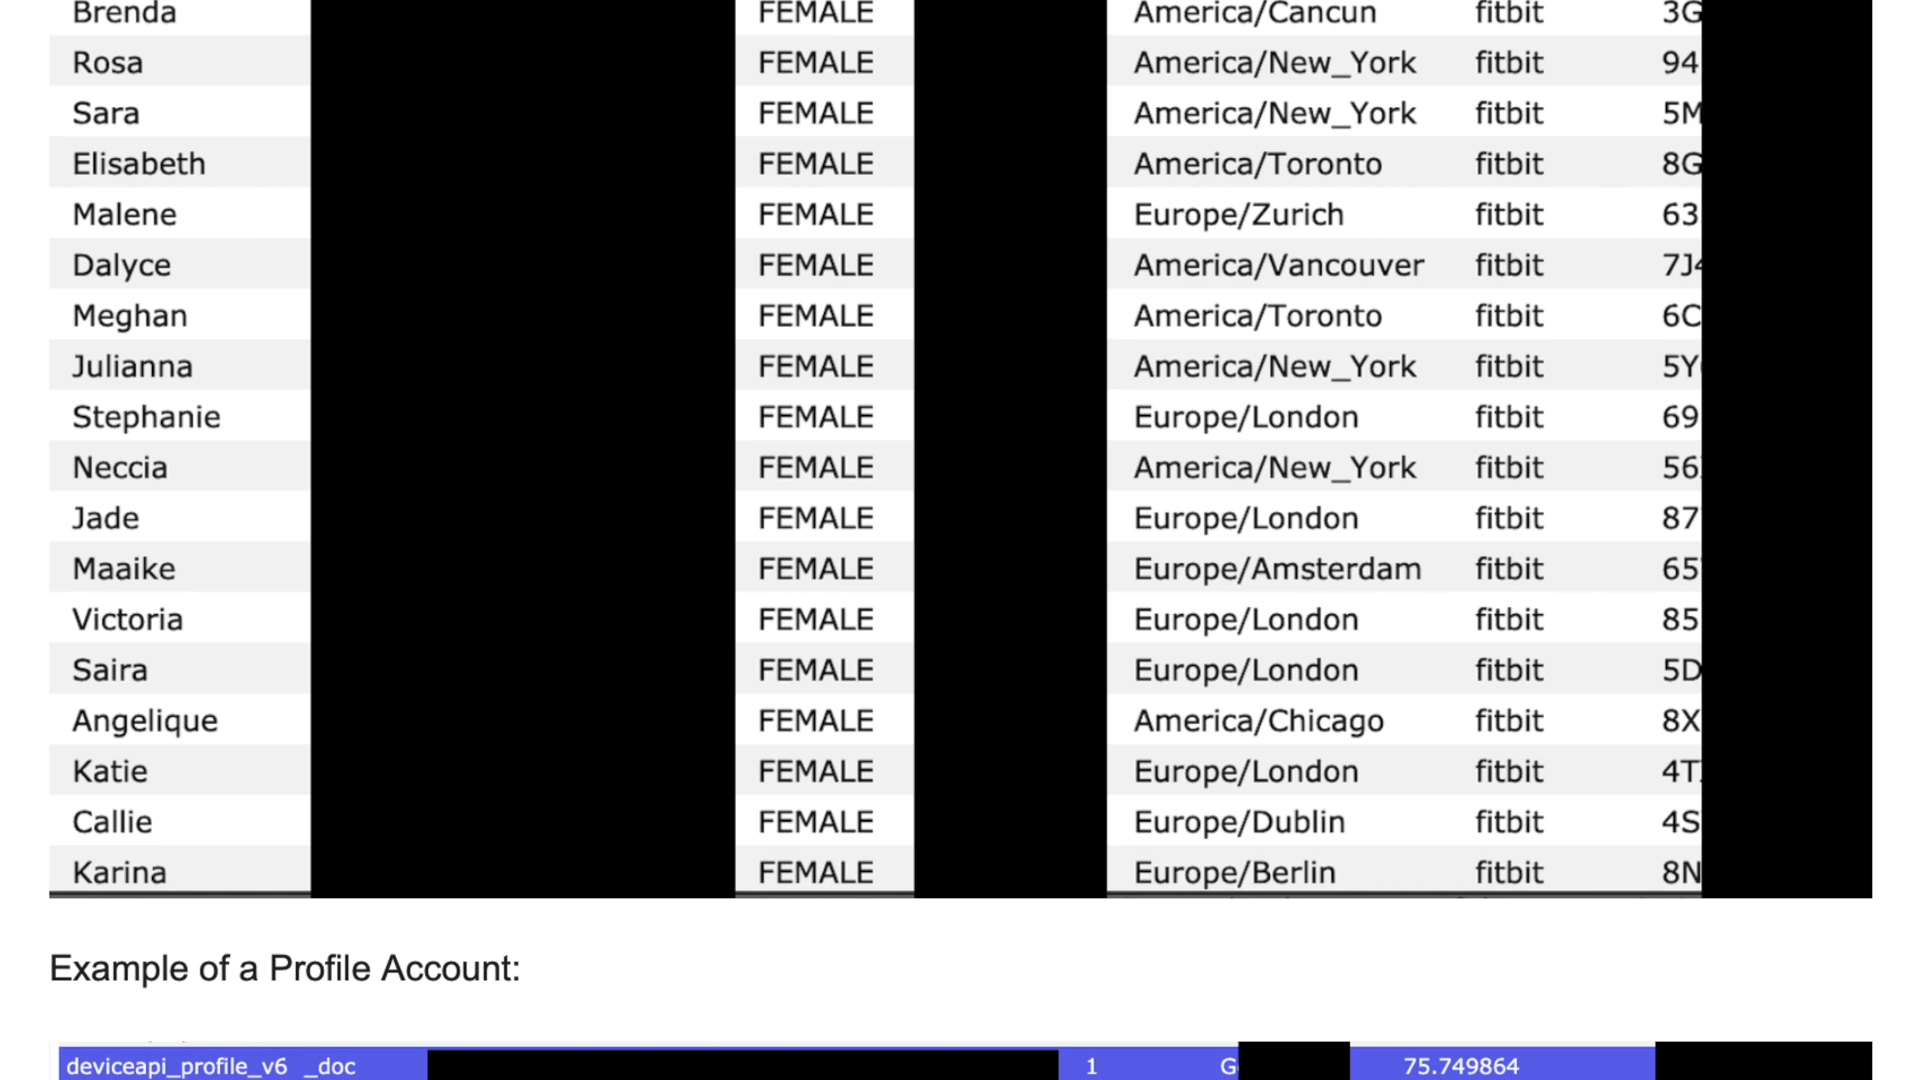 Brenda FEMALE America/Cancun fitbit 3G
Rosa FEMALE America/New_York fitbit 94
Sara FEMALE America/New_York fitbit 5M
Elisabeth FEMALE America/Toronto fitbit 8G
Malene FEMALE Europe/Zurich fitbit 63
Dalyce FEMALE America/Vancouver fitbit 7J4
Meghan FEMALE America/Toronto fitbit 6C
Julianna FEMALE America/New_York fitbit 5Y
Stephanie FEMALE Europe/London fitbit 69
Neccia FEMALE America/New_York fitbit 56
Jade FEMALE Europe/London fitbit 87
Maaike FEMALE Europe/Amsterdam fitbit 65
Victoria FEMALE Europe/London fitbit 85
Saira FEMALE Europe/London fitbit 5D
Angelique FEMALE America/Chicago fitbit 8X
Katie FEMALE Europe/London fitbit 4T
Callie FEMALE Europe/Dublin fitbit 4S
Karina FEMALE Europe/Berlin fitbit 8N
Example of a Profile Account:
deviceapi_profile_v6 _doc 1 G 75.749864